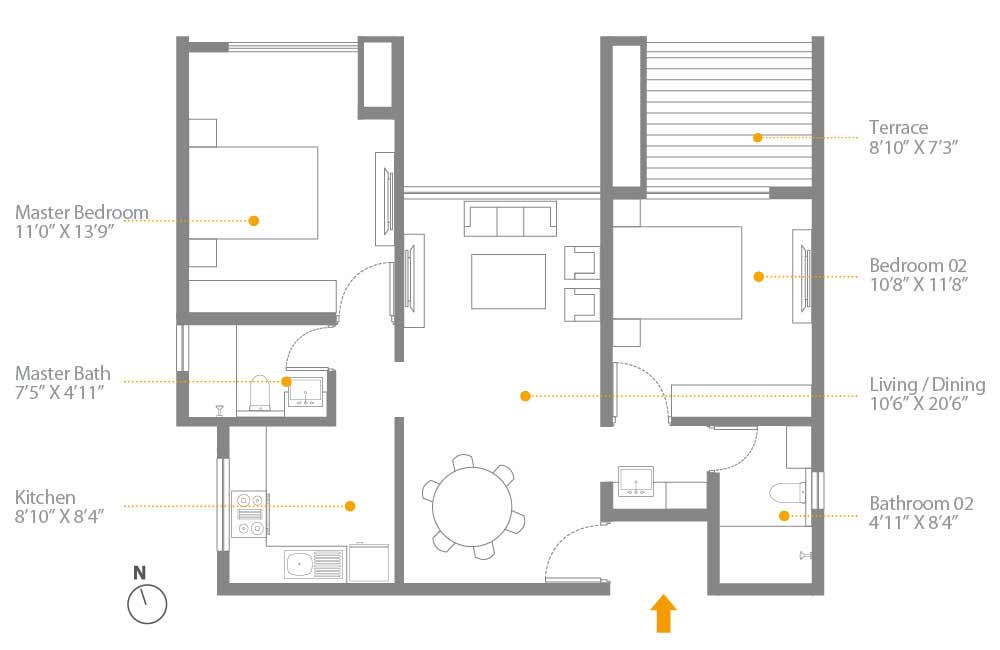 Terrace
8'10” X 7'3”
Master Bedroom
11'0” X 13'9”
Bedroom 02
10'8” X 11'8”
Master Bath
7'5” X 4'11”
Living / Dining
10'6” X 20'6”
Kitchen
8'10” X 8'4”
Bathroom 02
4'11” X 8'4”
N